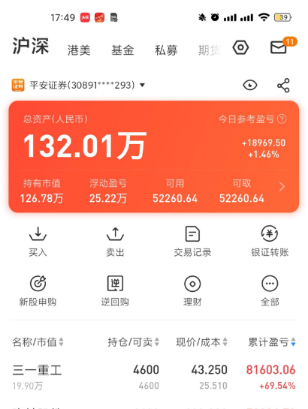 17:49 39
沪深 港美 基金 私募 期货 11
平安证券(30891****293)
总资产(人民币) 今日参考盈亏
132.01万 +18969.50
+1.46%
持有市值 浮动盈亏 可用 可取
126.78万 25.22万 52260.64 52260.64
买入 卖出 交易记录 银证转账
新股申购 逆回购 理财 全部
名称/市值 持仓/可卖 现价/成本 累计盈亏
三一重工 4600 43.250 81603.06
19.90万 4600 25.510 +69.54%